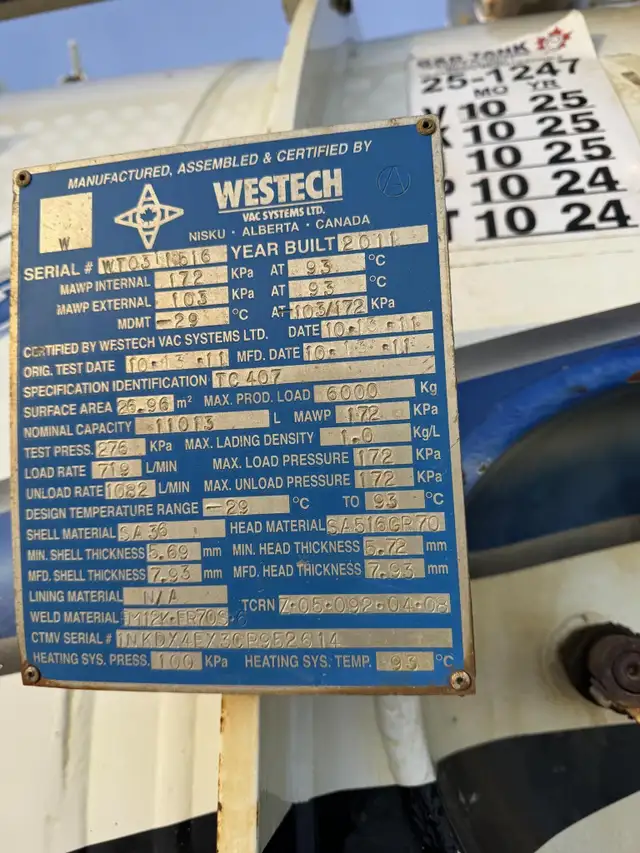 25-1247
MO YR
V 10 25
K 10 25
10 25
P 10 24
T 10 24
MANUFACTURED, ASSEMBLED & CERTIFIED BY
W
WESTECH
VAC SYSTEMS LTD.
NISKU · ALBERTA · CANADA
SERIAL # YEAR BUILT 2011
MAWP INTERNAL 172 KPa AT 93 °C
MAWP EXTERNAL 103 KPa AT 93 °C
MDMT -29 °C AT -103/172 KPa
CERTIFIED BY WESTECH VAC SYSTEMS LTD. DATE 10.13.11
ORIG. TEST DATE 10.13.11 MFD. DATE 10.13.11
SPECIFICATION IDENTIFICATION TC 407
SURFACE AREA 26.96 m² MAX. PROD. LOAD 6000 Kg
NOMINAL CAPACITY 11013 L MAWP 172 KPa
TEST PRESS. 276 KPa MAX. LADING DENSITY 1.0 Kg/L
LOAD RATE 719 L/MIN MAX. LOAD PRESSURE 172 KPa
UNLOAD RATE 1082 L/MIN MAX. UNLOAD PRESSURE 172 KPa
DESIGN TEMPERATURE RANGE -29 °C TO 93 °C
SHELL MATERIAL SA 36 HEAD MATERIAL SA516GR70
MIN. SHELL THICKNESS 5.69 mm MIN. HEAD THICKNESS 5.72 mm
MFD. SHELL THICKNESS 7.93 mm MFD. HEAD THICKNESS 7.93 mm
LINING MATERIAL N/A
WELD MATERIAL TCRN Z·05·092·04·08
CTMV SERIAL #
HEATING SYS. PRESS. 100 KPa HEATING SYS. TEMP. 93 °C